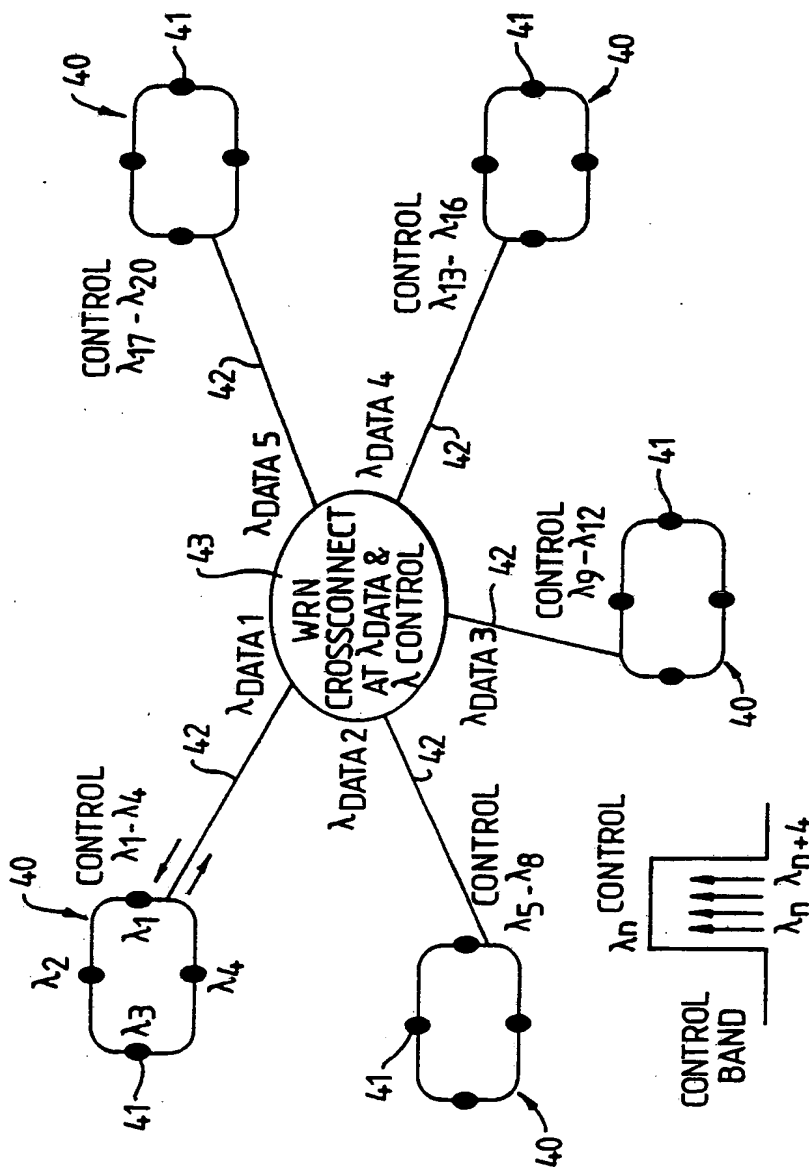 40
λ2
λ3
λ1
λ4
41
CONTROL
λ1-λ4
42
λDATA 1
43
CONTROL
λ17-λ20
40
41
42
λDATA 5
WRN
CROSSCONNECT
AT λDATA &
λ CONTROL
λDATA 2
42
CONTROL
λ5-λ8
41
40
λDATA 3
42
CONTROL
λ9-λ12
41
40
λDATA 4
42
CONTROL
λ13-λ16
41
40
CONTROL
BAND
λn
CONTROL
λn
λn+4